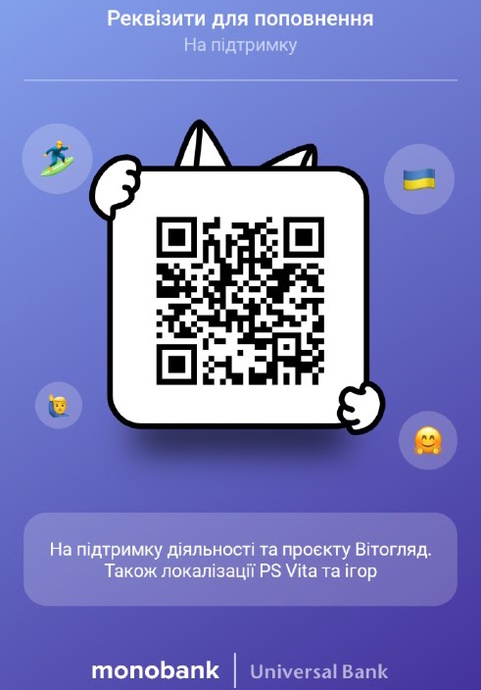 Реквізити для поповнення
На підтримку
На підтримку діяльності та проєкту Вітогляд.
Також локалізації PS Vita та ігор
monobank | Universal Bank